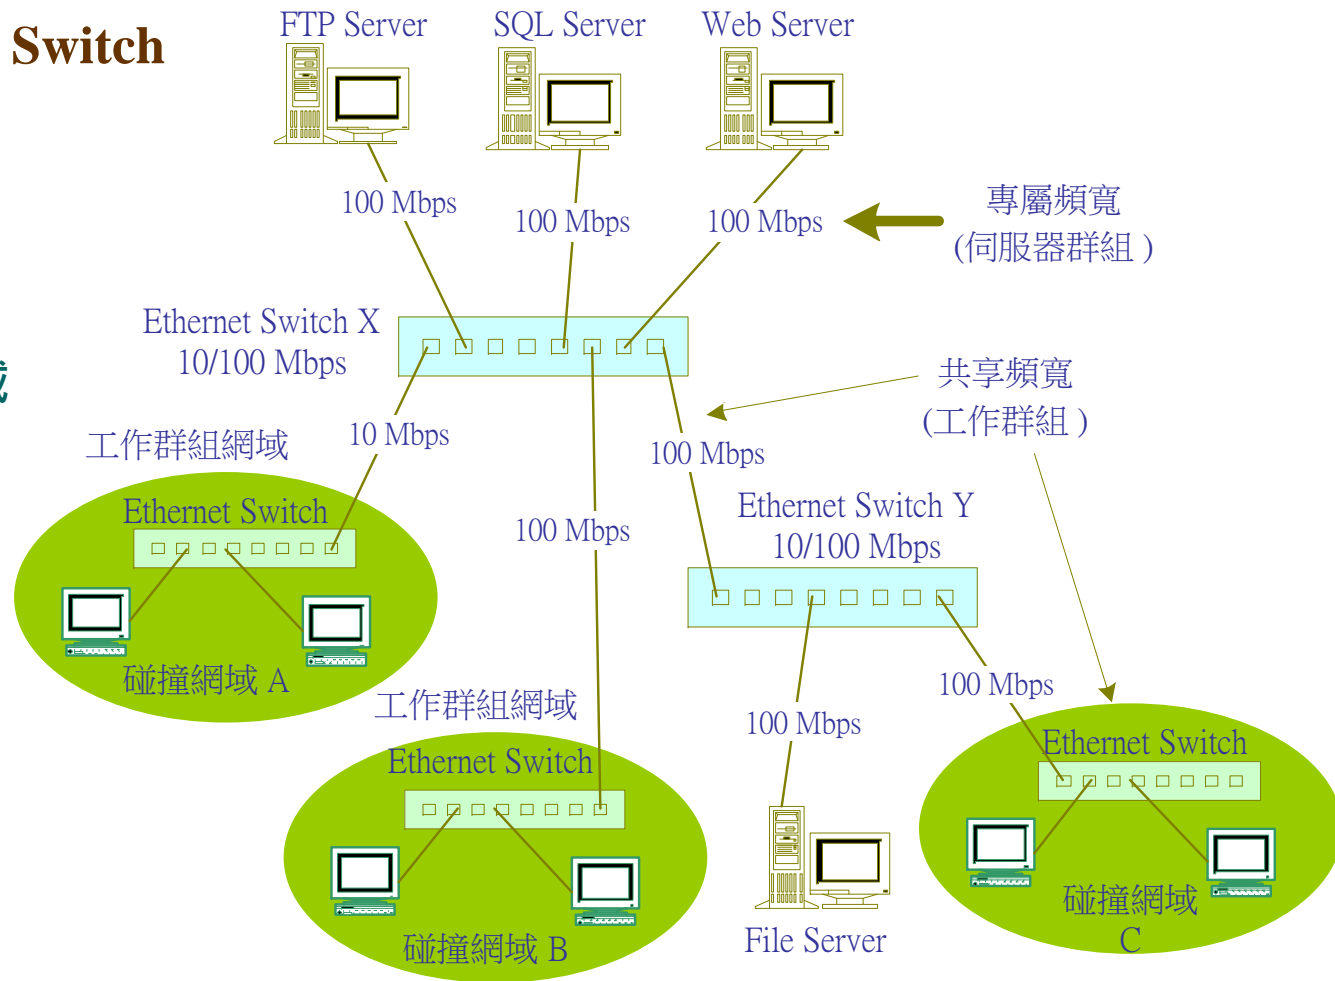 Switch
FTP Server
SQL Server
Web Server
100 Mbps
100 Mbps
100 Mbps
專屬頻寬
(伺服器群組 )
Ethernet Switch X
10/100 Mbps
共享頻寬
(工作群組 )
域
工作群組網域
10 Mbps
100 Mbps
100 Mbps
Ethernet Switch
碰撞網域 A
Ethernet Switch Y
10/100 Mbps
工作群組網域
Ethernet Switch
碰撞網域 B
100 Mbps
100 Mbps
File Server
Ethernet Switch
碰撞網域
C